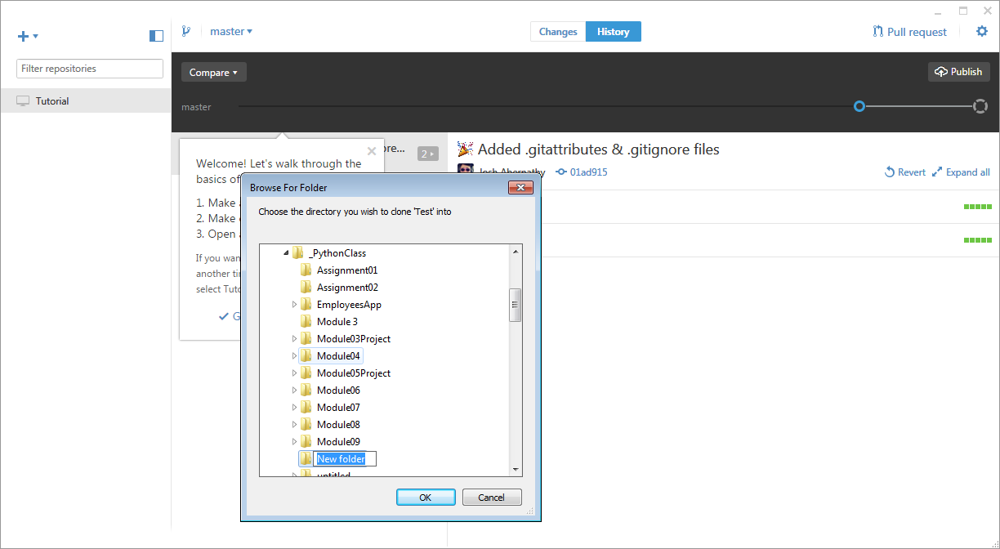 master
Changes
History
Pull request
Filter repositories
Compare
Publish
Tutorial
master
ore...
2
Added .gitattributes & .gitignore files
Josh Abernathy
01ad915
Revert
Expand all
Welcome! Let's walk through the
basics of
1. Make
2. Make
3. Open
If you wan
another ti
select Tuto
G
Browse For Folder
Choose the directory you wish to clone 'Test' into
_PythonClass
Assignment01
Assignment02
EmployeesApp
Module 3
Module03Project
Module04
Module05Project
Module06
Module07
Module08
Module09
New folder
untitled
OK
Cancel